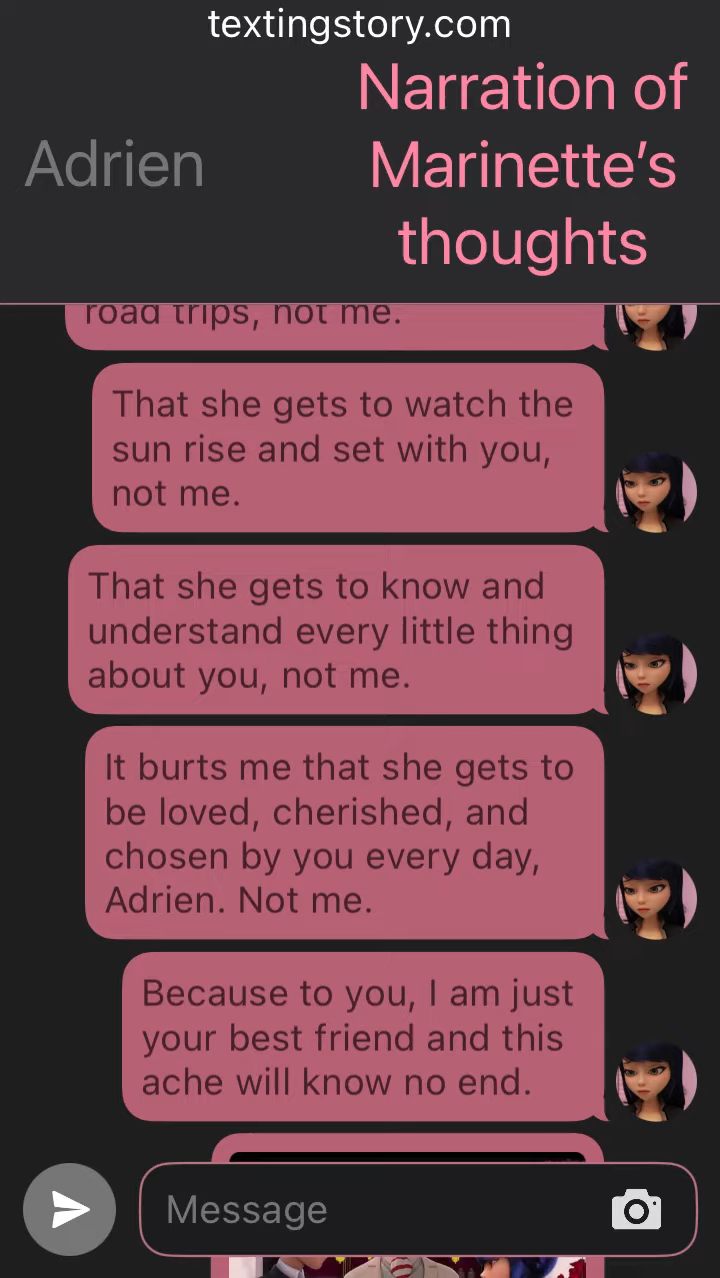 textingstory.com
Adrien
Narration of
Marinette’s
thoughts
road trips, not me.
That she gets to watch the
sun rise and set with you,
not me.
That she gets to know and
understand every little thing
about you, not me.
It burts me that she gets to
be loved, cherished, and
chosen by you every day,
Adrien. Not me.
Because to you, I am just
your best friend and this
ache will know no end.
Message